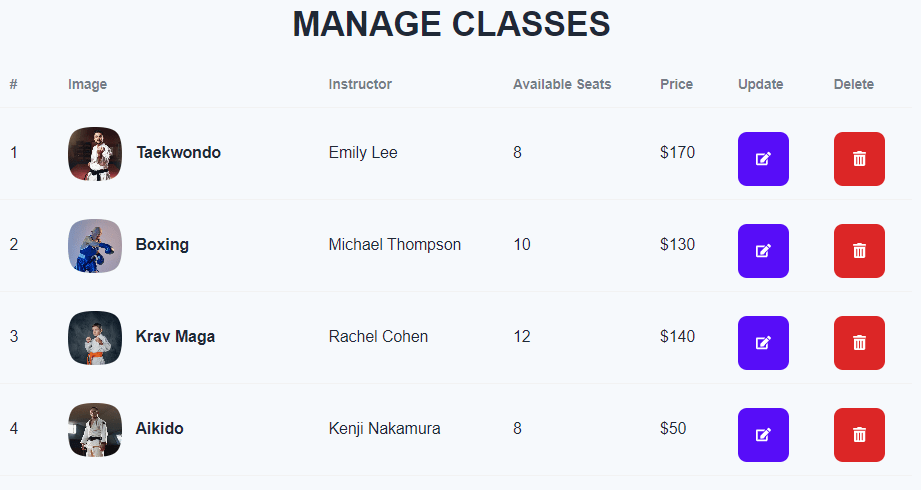 MANAGE CLASSES
# Image Instructor Available Seats Price Update Delete
1 Taekwondo Emily Lee 8 $170
2 Boxing Michael Thompson 10 $130
3 Krav Maga Rachel Cohen 12 $140
4 Aikido Kenji Nakamura 8 $50